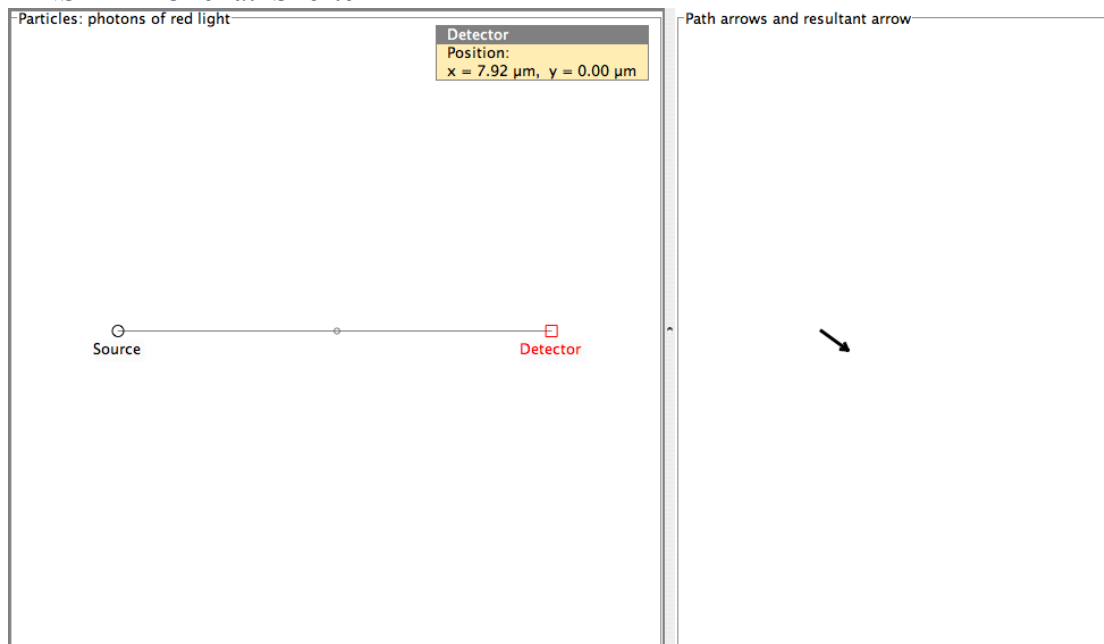 Particles: photons of red light
Path arrows and resultant arrow
Detector
Position:
x = 7.92 µm, y = 0.00 µm
Source
Detector